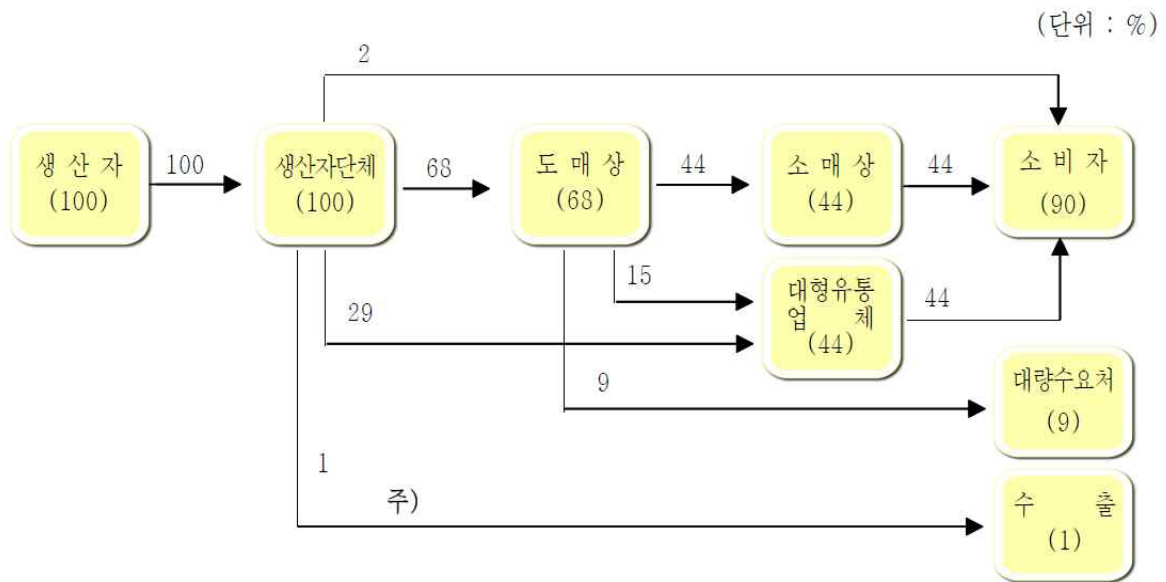 (단위 : %)
2
생 산 자
(100)
100
생산자단체
(100)
68
도 매 상
(68)
44
소 매 상
(44)
44
소 비 자
(90)
15
29
대형유통
업 체
(44)
44
9
대량수요처
(9)
1
주)
수 출
(1)